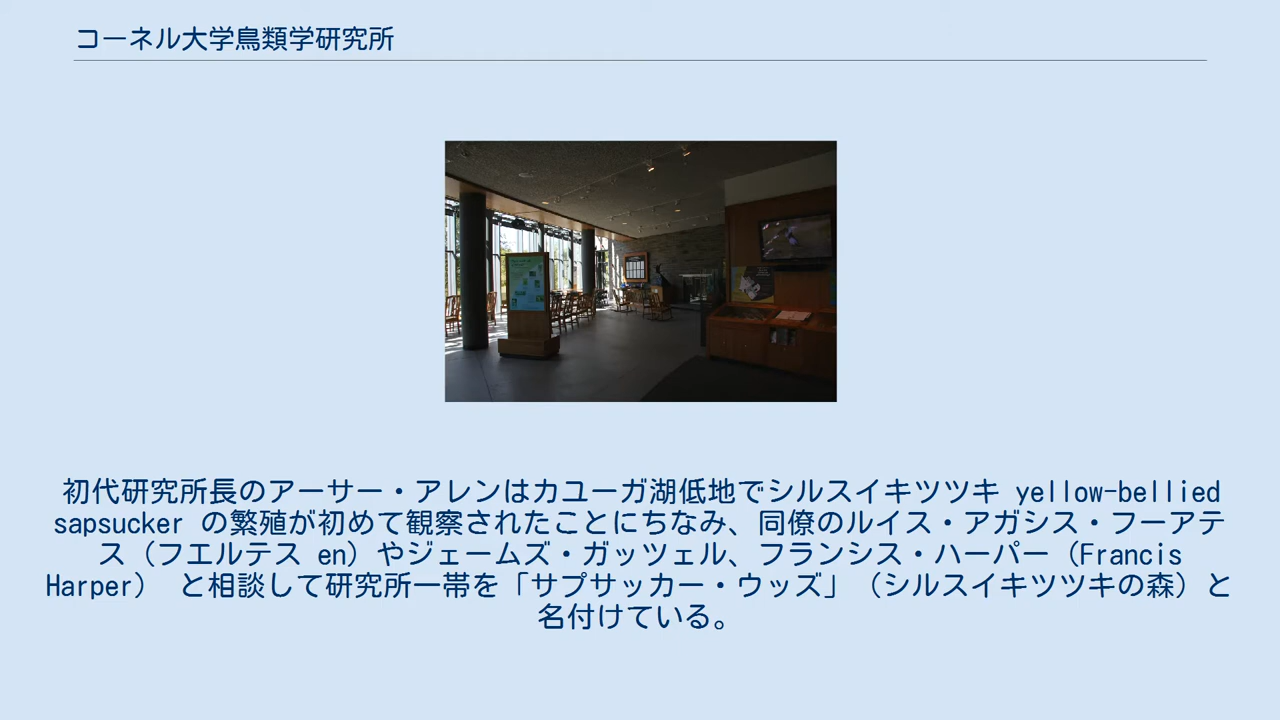 コーネル大学鳥類学研究所
初代研究所長のアーサー・アレンはカユーガ湖低地でシルスイキツツキ yellow-bellied
sapsucker の繁殖が初めて観察されたことにちなみ、同僚のルイス・アガシス・フーアテ
ス（フエルテス en）やジェームズ・ガッツェル、フランシス・ハーパー（Francis
Harper） と相談して研究所一帯を「サプサッカー・ウッズ」（シルスイキツツキの森）と
名付けている。